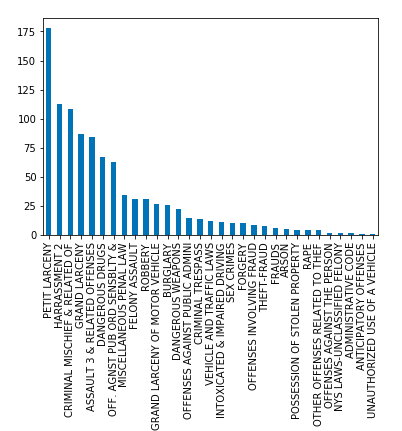 175
150
125
100
75
50
25
0
PETIT LARCENY
HARRASSMENT 2
CRIMINAL MISCHIEF & RELATED OF
GRAND LARCENY
ASSAULT 3 & RELATED OFFENSES
DANGEROUS DRUGS
OFF. AGNST PUB ORD SENSBLTY &
MISCELLANEOUS PENAL LAW
FELONY ASSAULT
ROBBERY
GRAND LARCENY OF MOTOR VEHICLE
BURGLARY
DANGEROUS WEAPONS
OFFENSES AGAINST PUBLIC ADMINI
CRIMINAL TRESPASS
VEHICLE AND TRAFFIC LAWS
INTOXICATED & IMPAIRED DRIVING
SEX CRIMES
FORGERY
OFFENSES INVOLVING FRAUD
THEFT-FRAUD
FRAUDS
ARSON
POSSESSION OF STOLEN PROPERTY
RAPE
OTHER OFFENSES RELATED TO THEF
OFFENSES AGAINST THE PERSON
NYS LAWS-UNCLASSIFIED FELONY
ADMINISTRATIVE CODE
ANTICIPATORY OFFENSES
UNAUTHORIZED USE OF A VEHICLE